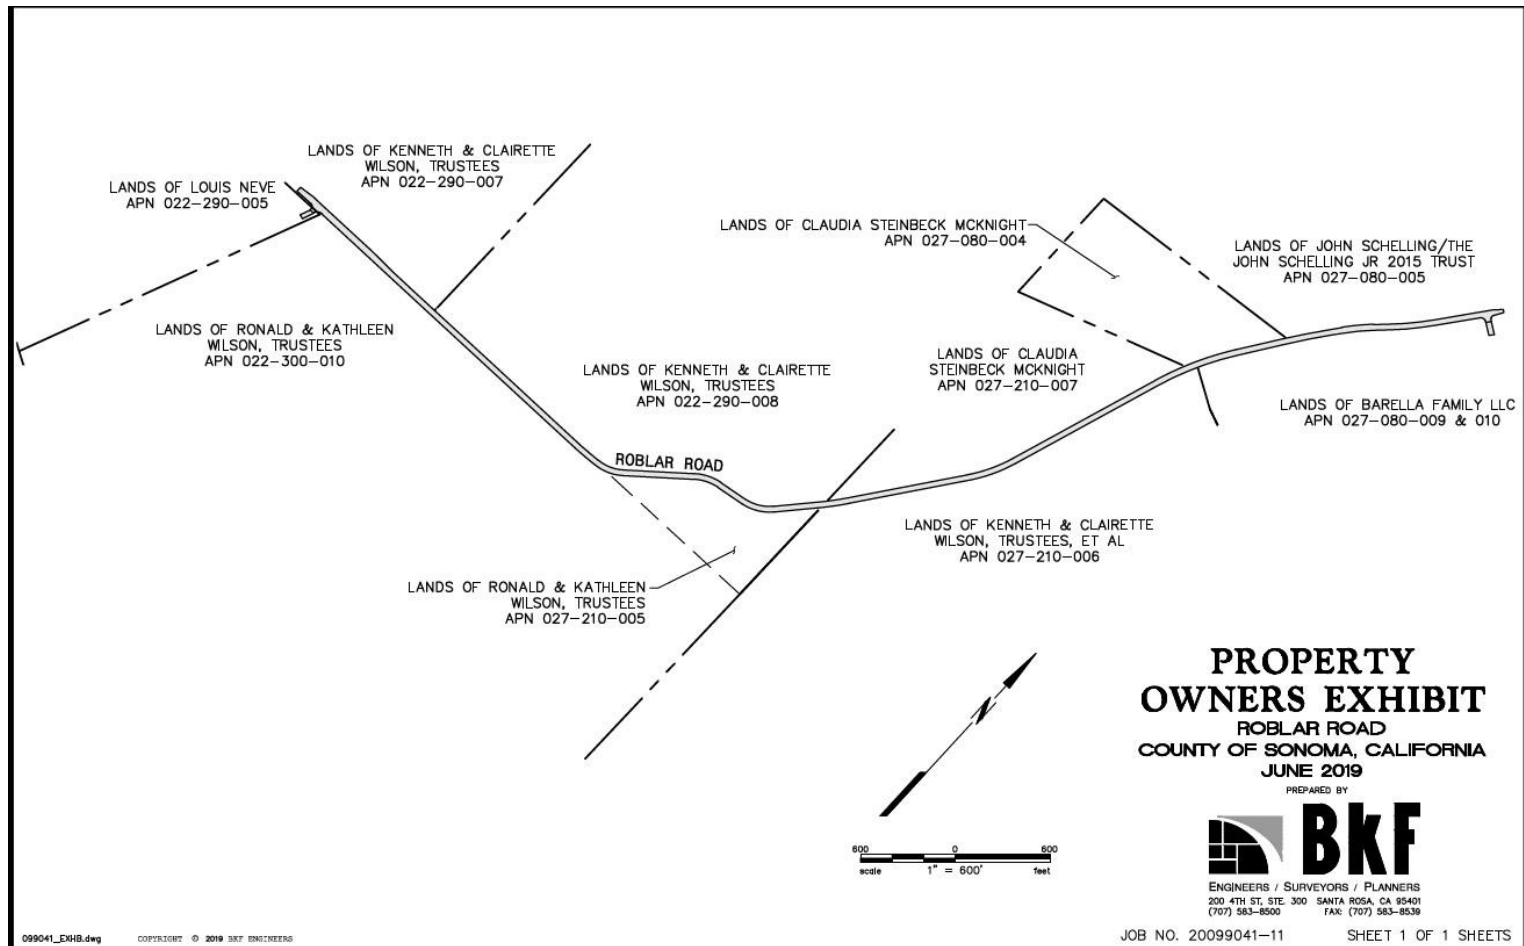 LANDS OF KENNETH & CLAIRETTE
WILSON, TRUSTEES
APN 022-290-007
LANDS OF LOUIS NEVE
APN 022-290-005
LANDS OF CLAUDIA STEINBECK MCKNIGHT
APN 027-080-004
LANDS OF JOHN SCHELLING/THE
JOHN SCHELLING JR 2015 TRUST
APN 027-080-005
LANDS OF RONALD & KATHLEEN
WILSON, TRUSTEES
APN 022-300-010
LANDS OF KENNETH & CLAIRETTE
WILSON, TRUSTEES
APN 022-290-008
LANDS OF CLAUDIA
STEINBECK MCKNIGHT
APN 027-210-007
LANDS OF BARELLA FAMILY LLC
APN 027-080-009 & 010
ROBLAR ROAD
LANDS OF KENNETH & CLAIRETTE
WILSON, TRUSTEES, ET AL
APN 027-210-006
LANDS OF RONALD & KATHLEEN
WILSON, TRUSTEES
APN 027-210-005
N
600 0 600
scale 1" = 600' feet
PROPERTY
OWNERS EXHIBIT
ROBLAR ROAD
COUNTY OF SONOMA, CALIFORNIA
JUNE 2019
PREPARED BY
BKF
ENGINEERS / SURVEYORS / PLANNERS
200 4TH ST, STE. 300 SANTA ROSA, CA 95401
(707) 583-8500 FAX: (707) 583-8539
JOB NO. 20099041-11 SHEET 1 OF 1 SHEETS
099041_EXHB.dwg COPYRIGHT © 2019 BKF ENGINEERS